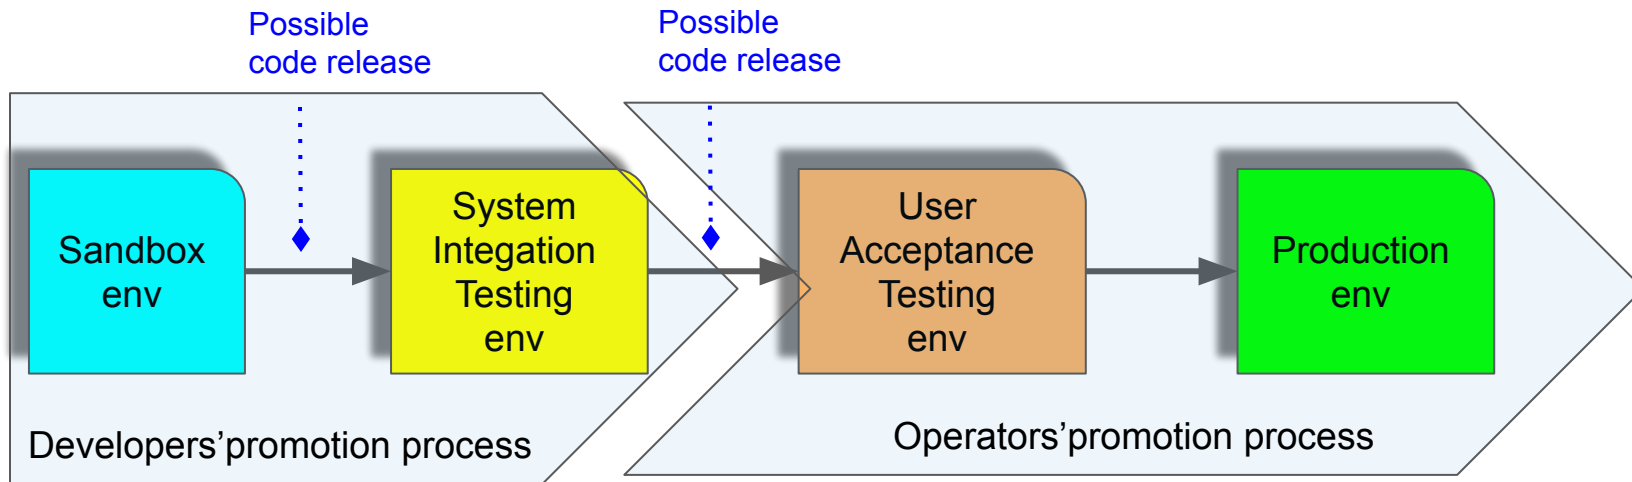 Possible
code release
Possible
code release
Sandbox
env
System
Integation
Testing
env
User
Acceptance
Testing
env
Production
env
Developers’promotion process
Operators’promotion process